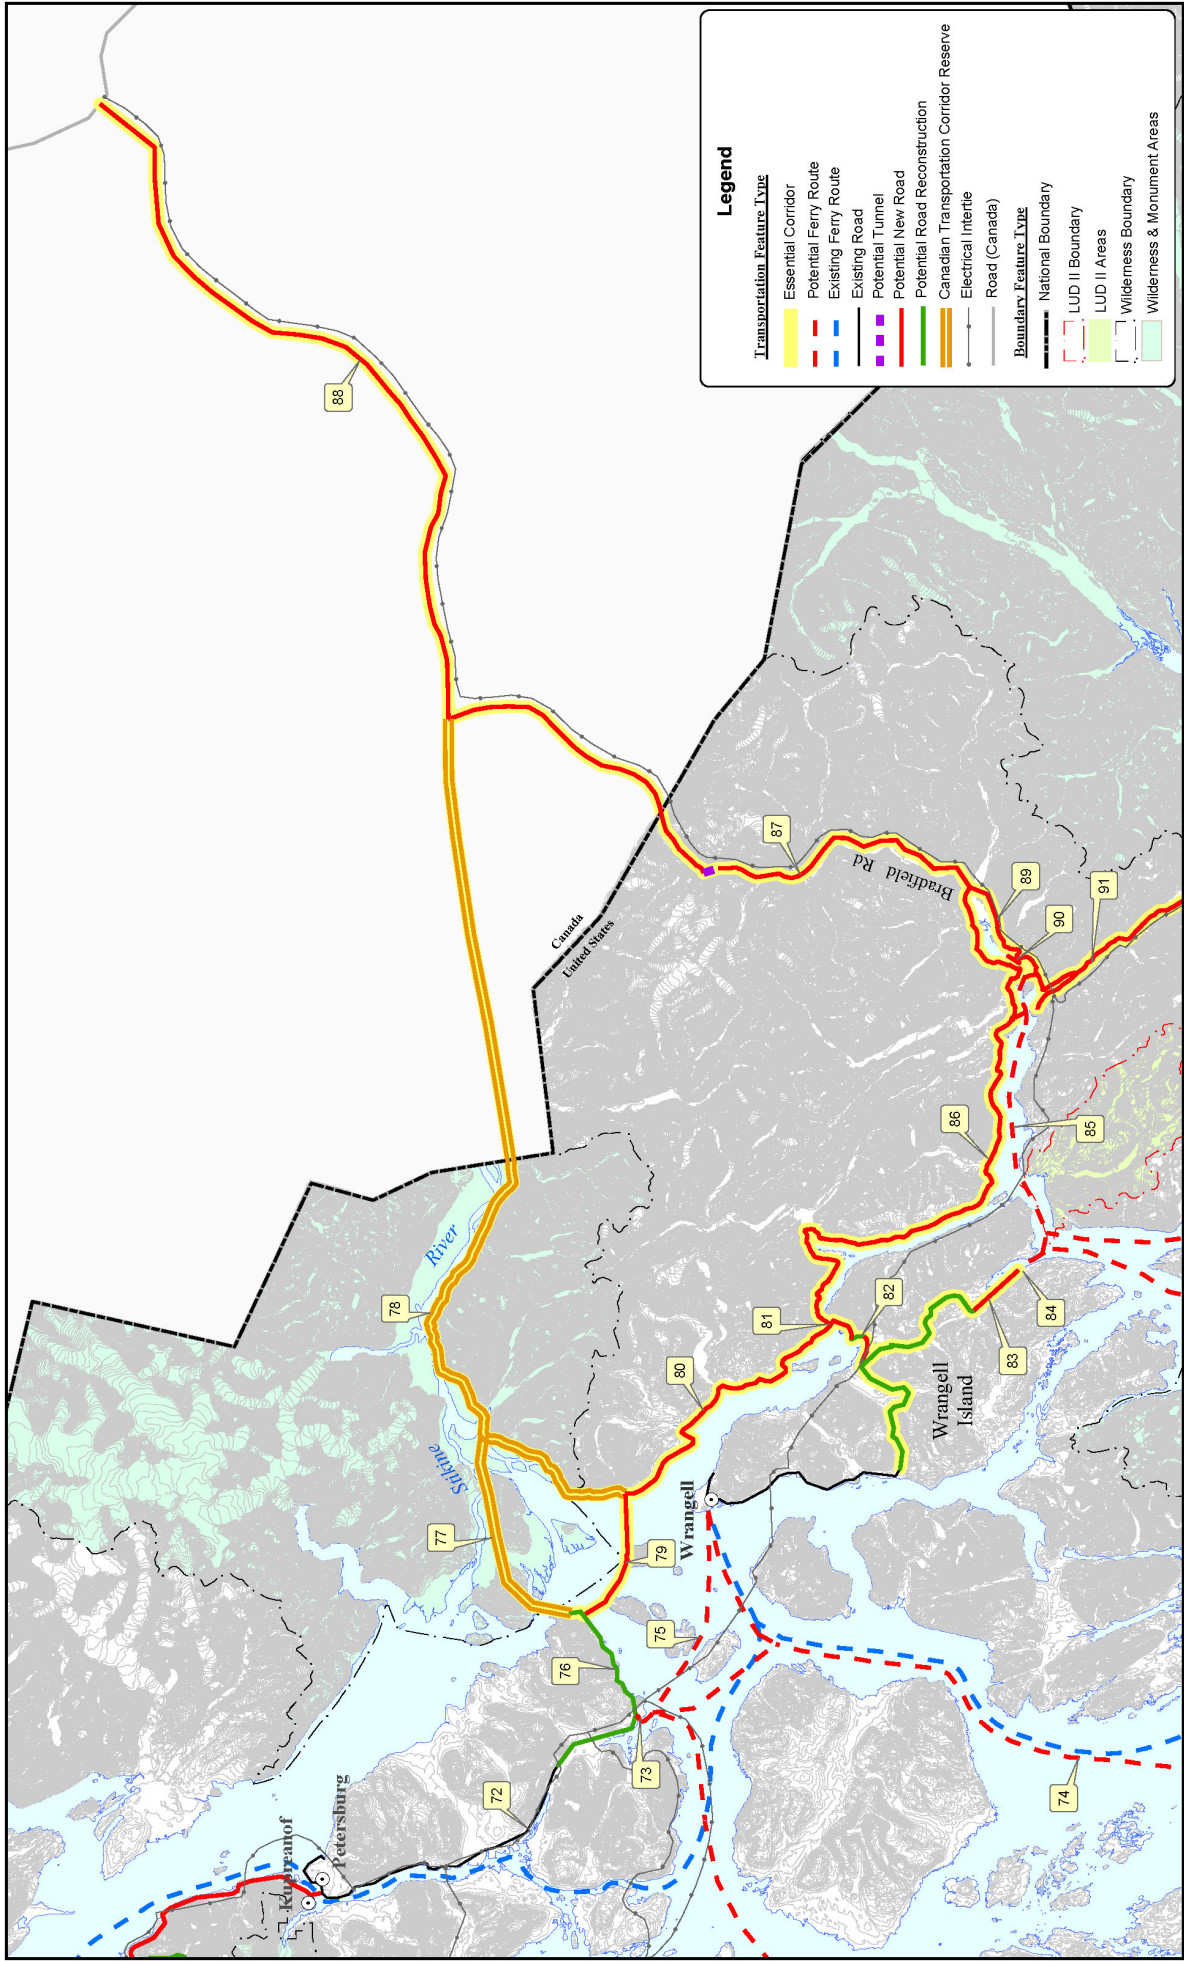 Legend
Transportation Feature Type
Essential Corridor
Potential Ferry Route
Existing Ferry Route
Existing Road
Potential Tunnel
Potential New Road
Potential Road Reconstruction
Canadian Transportation Corridor Reserve
Electrical Intertie
Road (Canada)
Boundary Feature Type
National Boundary
LUD II Boundary
LUD II Areas
Wilderness Boundary
Wilderness & Monument Areas
88
87
Bradfield Rd
89
90
91
Canada
United States
86
85
River
78
82
81
84
83
80
Wrangell
Island
Stikine
77
79
Wrangell
75
76
73
74
72
Petersburg
Kupreanof